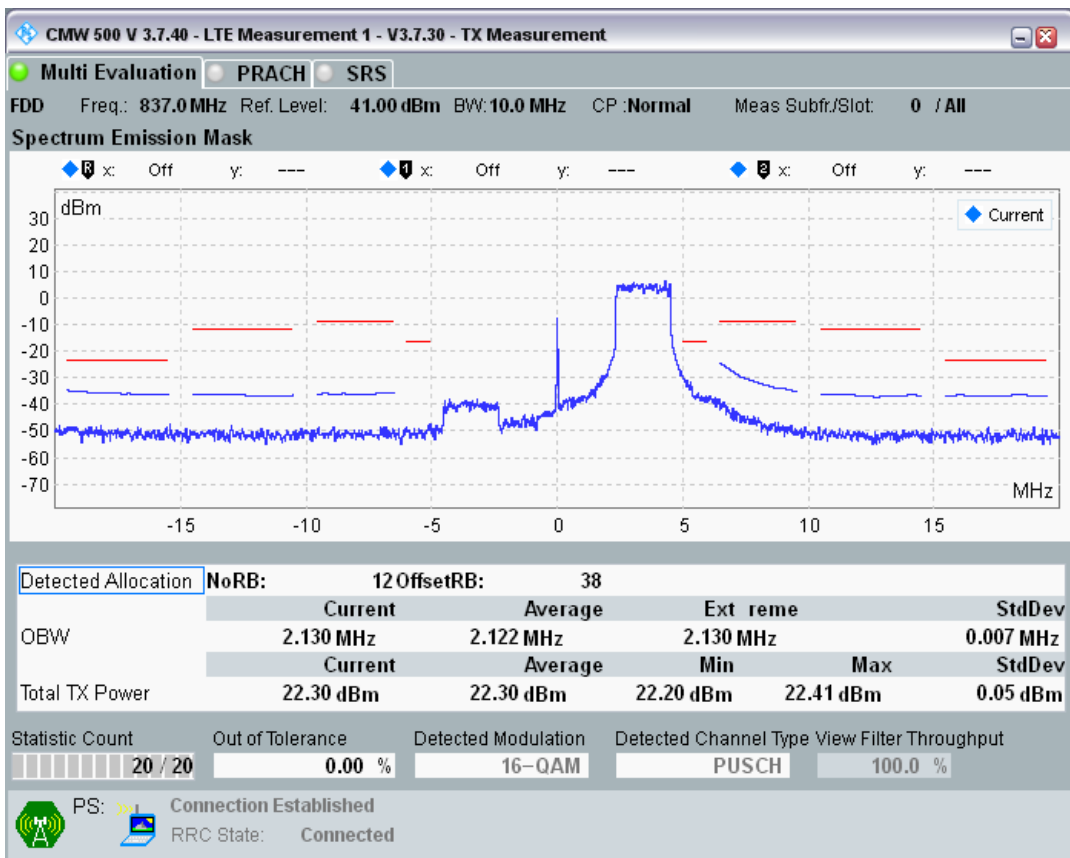 CMW 500 V 3.7.40 - LTE Measurement 1 - V3.7.30 - TX Measurement
Multi Evaluation PRACH SRS
FDD Freq.: 837.0 MHz Ref. Level: 41.00 dBm BW: 10.0 MHz CP :Normal Meas Subfr./Slot: 0 / All
Spectrum Emission Mask
R x: Off y: --- 1 x: Off y: --- 2 x: Off y: ---
dBm
Current
30
20
10
0
-10
-20
-30
-40
-50
-60
-70
MHz
-15 -10 -5 0 5 10 15
Detected Allocation NoRB: 12 OffsetRB: 38
Current Average Ext reme StdDev
OBW 2.130 MHz 2.122 MHz 2.130 MHz 0.007 MHz
Current Average Min Max StdDev
Total TX Power 22.30 dBm 22.30 dBm 22.20 dBm 22.41 dBm 0.05 dBm
Statistic Count Out of Tolerance Detected Modulation Detected Channel Type View Filter Throughput
20 / 20 0.00 % 16-QAM PUSCH 100.0 %
PS: Connection Established
RRC State: Connected